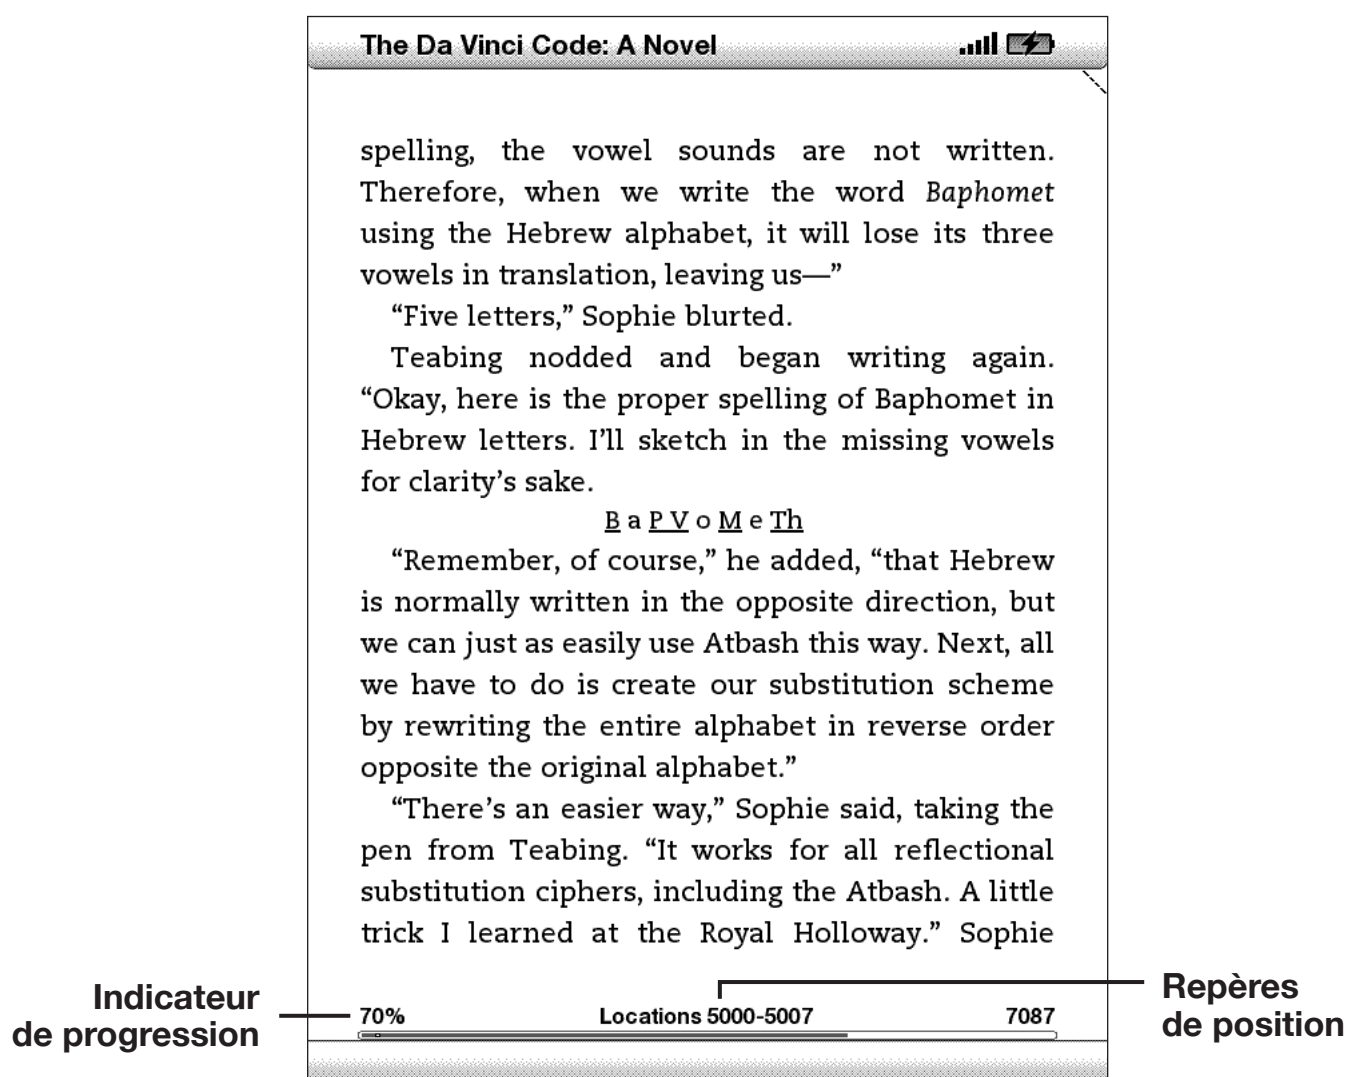 The Da Vinci Code: A Novel
spelling, the vowel sounds are not written.
Therefore, when we write the word Baphomet
using the Hebrew alphabet, it will lose its three
vowels in translation, leaving us—”
“Five letters,” Sophie blurted.
Teabing nodded and began writing again.
“Okay, here is the proper spelling of Baphomet in
Hebrew letters. I’ll sketch in the missing vowels
for clarity’s sake.
B a P V o M e Th
“Remember, of course,” he added, “that Hebrew
is normally written in the opposite direction, but
we can just as easily use Atbash this way. Next, all
we have to do is create our substitution scheme
by rewriting the entire alphabet in reverse order
opposite the original alphabet.”
“There’s an easier way,” Sophie said, taking the
pen from Teabing. “It works for all reflectional
substitution ciphers, including the Atbash. A little
trick I learned at the Royal Holloway.” Sophie
Indicateur
de progression
70% Locations 5000-5007 7087
Repères
de position